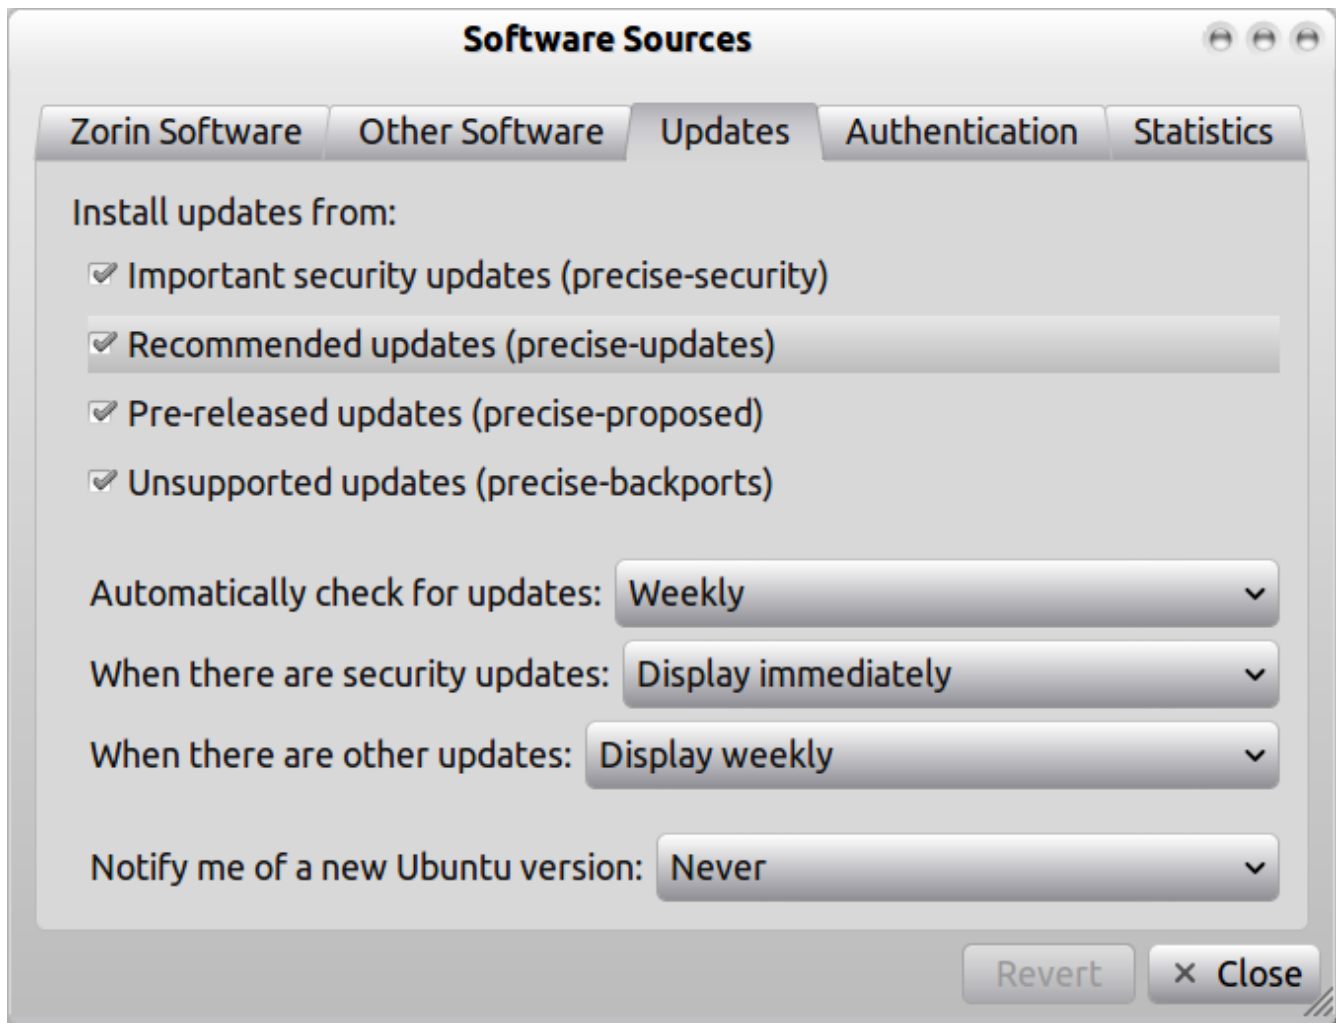 Software Sources
Zorin Software Other Software Updates Authentication Statistics
Install updates from:
Important security updates (precise-security)
Recommended updates (precise-updates)
Pre-released updates (precise-proposed)
Unsupported updates (precise-backports)
Automatically check for updates: Weekly
When there are security updates: Display immediately
When there are other updates: Display weekly
Notify me of a new Ubuntu version: Never
Revert Close